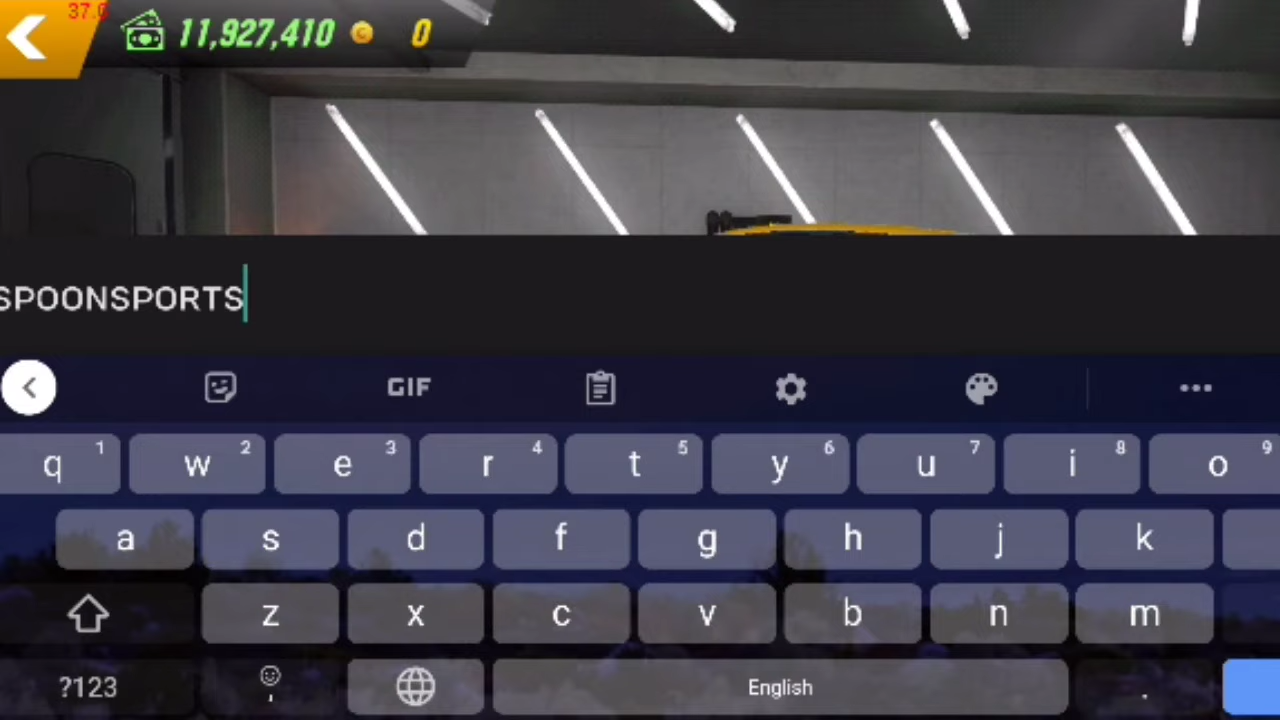 37.0
11,927,410 0
SPOONSPORTS
GIF
q 1 w 2 e 3 r 4 t 5 y 6 u 7 i 8 o 9
a s d f g h j k
z x c v b n m
?123 , English .